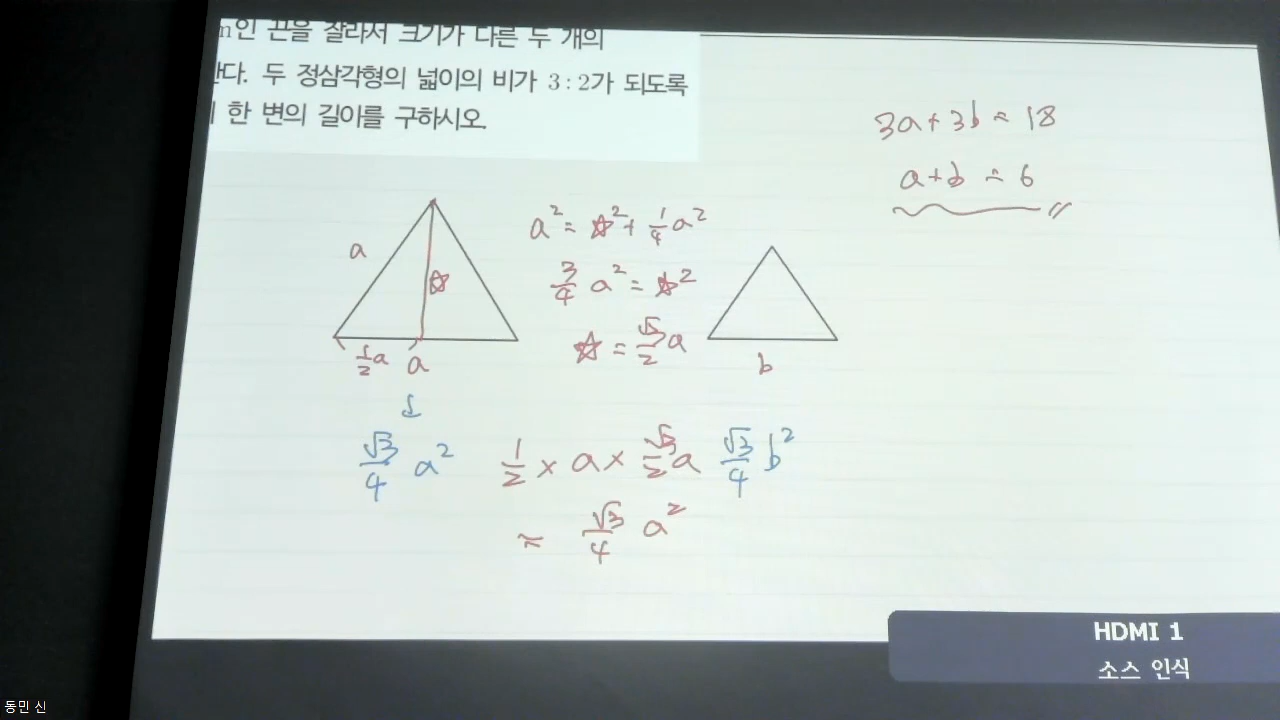 인 끈을 잘라서 크기가 다른 두 개의
두 정삼각형의 넓이의 비가 3 : 2가 되도록
한 변의 길이를 구하시오.
3a + 3b = 18
a + b = 6
a
☆
½a a
a² = ☆² + ¼a²
¾ a² = ☆²
☆ = √3/2 a
b
√3/4 a²
½ × a × √3/2 a
= √3/4 a²
√3/4 b²
HDMI 1
소스 인식
동민 신